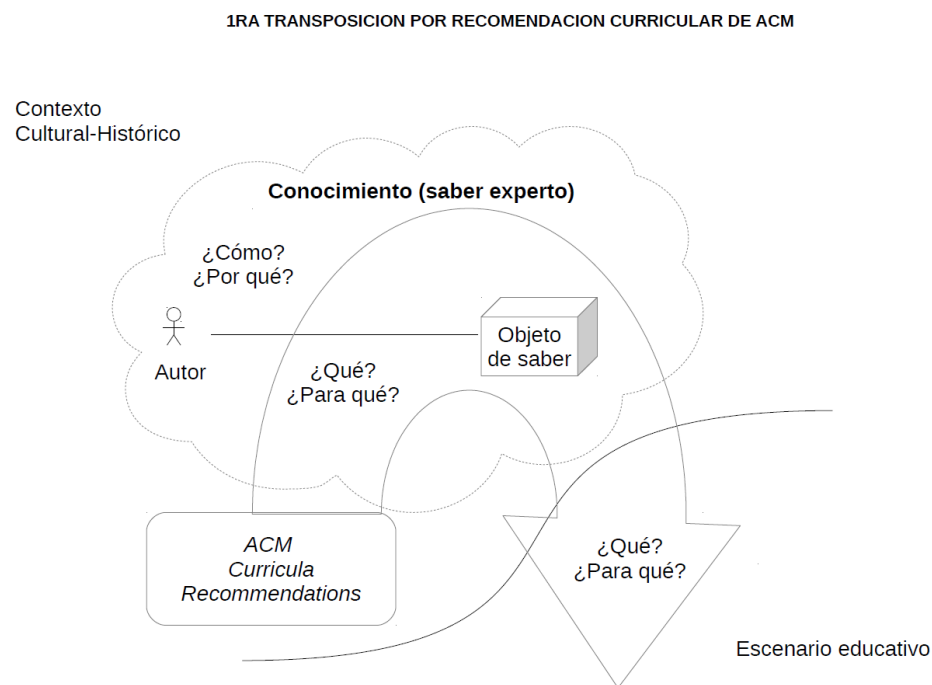 1RA TRANSPOSICION POR RECOMENDACION CURRICULAR DE ACM
Contexto
Cultural-Histórico
Conocimiento (saber experto)
¿Cómo?
¿Por qué?
Objeto
de saber
Autor
¿Qué?
¿Para qué?
ACM
Curricula
Recommendations
¿Qué?
¿Para qué?
Escenario educativo